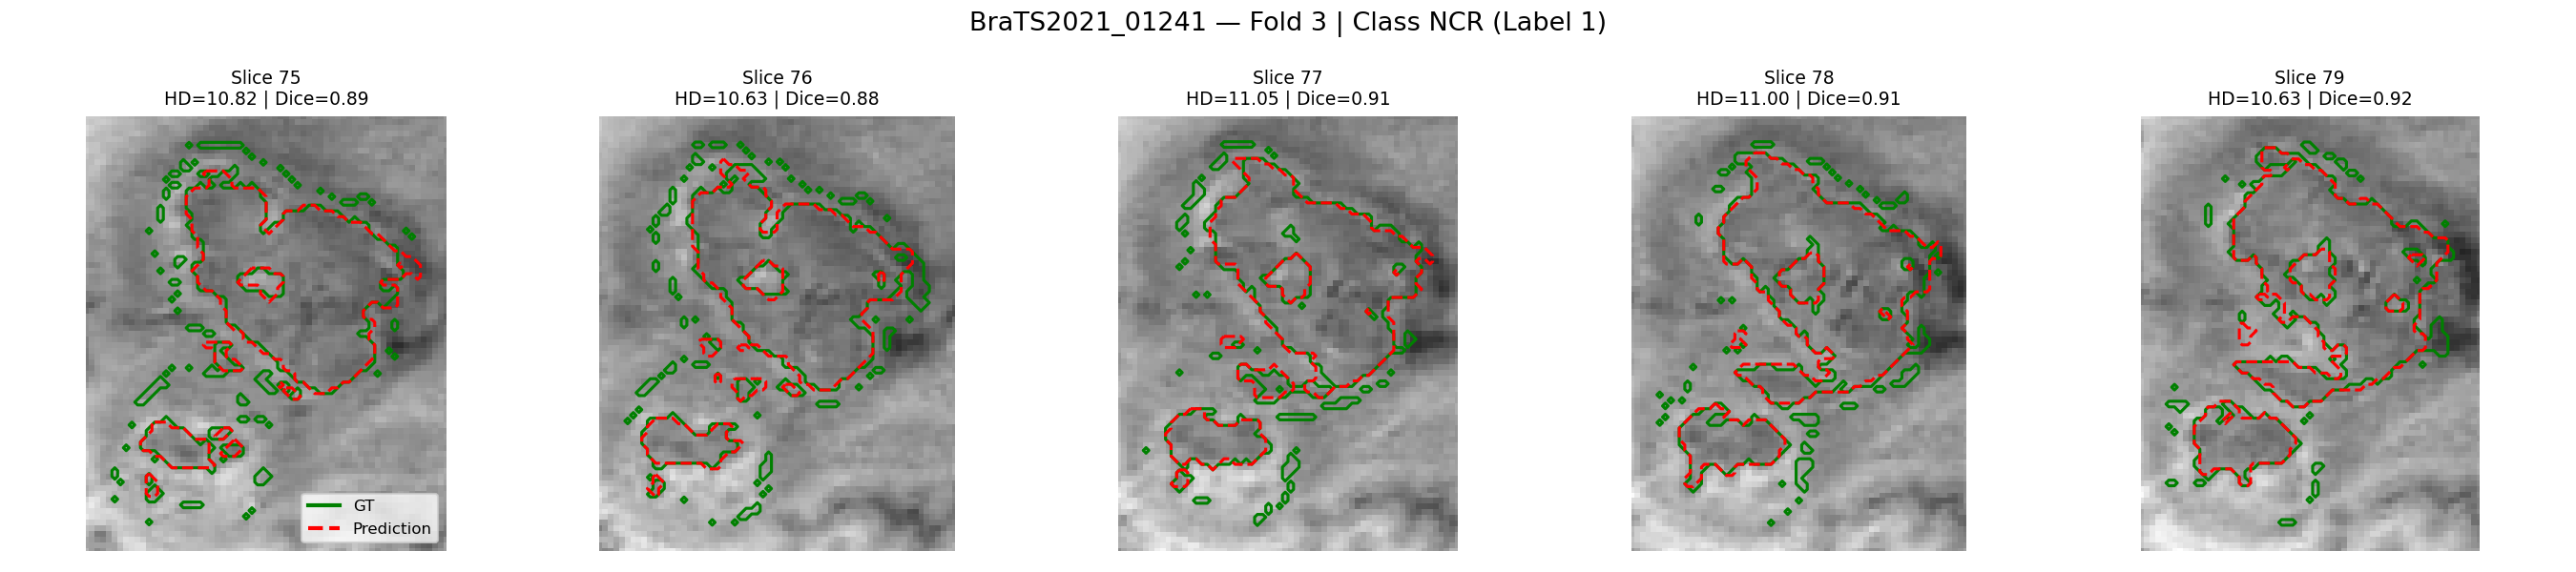 BraTS2021_01241 — Fold 3 | Class NCR (Label 1)
Slice 75
HD=10.82 | Dice=0.89
Slice 76
HD=10.63 | Dice=0.88
Slice 77
HD=11.05 | Dice=0.91
Slice 78
HD=11.00 | Dice=0.91
Slice 79
HD=10.63 | Dice=0.92
GT
Prediction